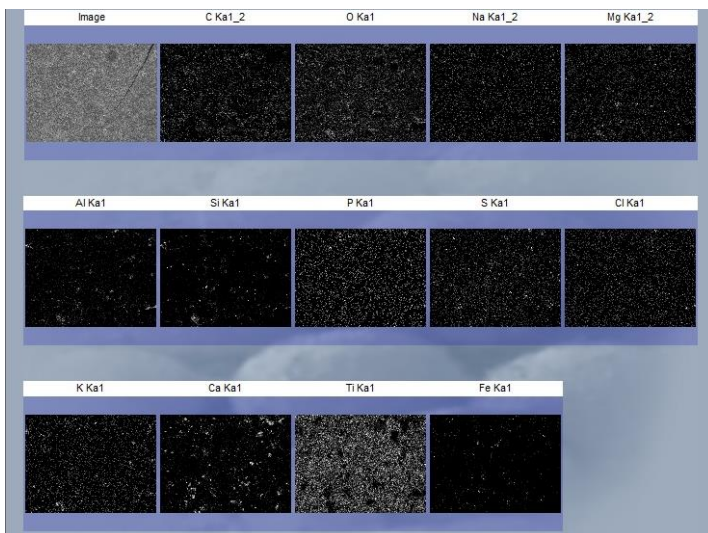 Image C Ka1_2 O Ka1 Na Ka1_2 Mg Ka1_2
Al Ka1 Si Ka1 P Ka1 S Ka1 Cl Ka1
K Ka1 Ca Ka1 Ti Ka1 Fe Ka1